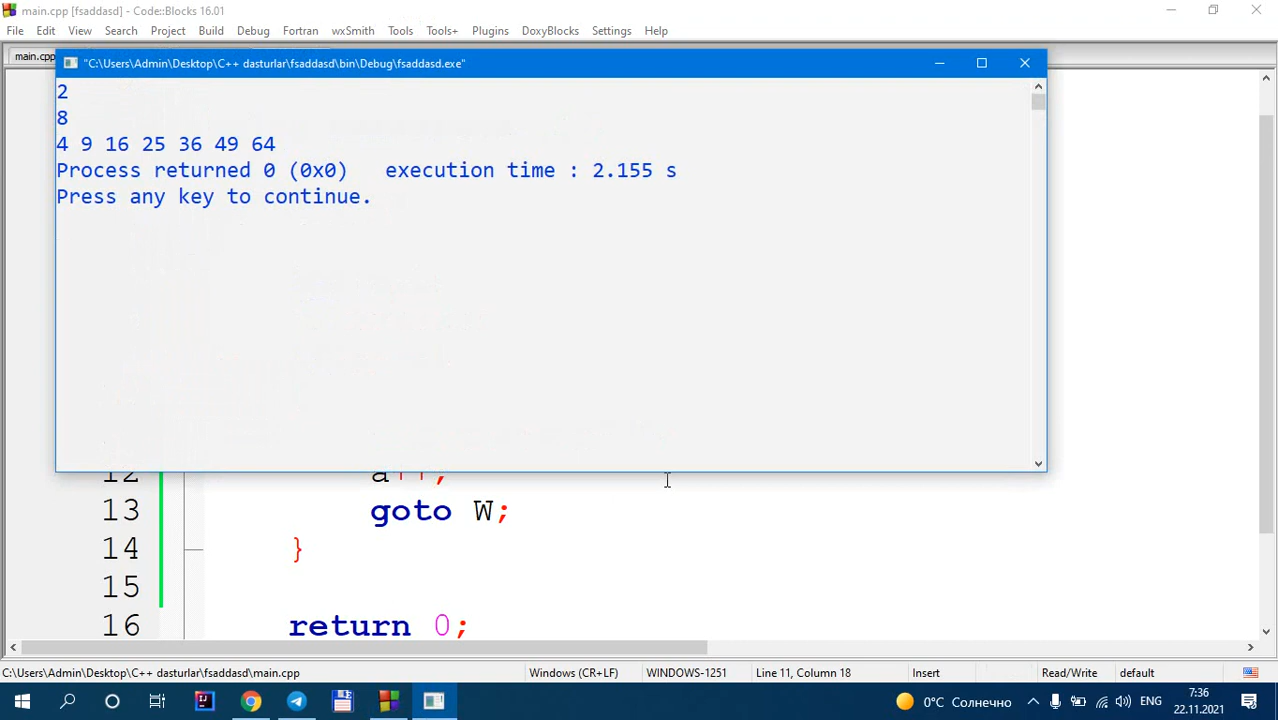 main.cpp [fsaddasd] - Code::Blocks 16.01
File Edit View Search Project Build Debug Fortran wxSmith Tools Tools+ Plugins DoxyBlocks Settings Help
main.cpp
"C:\Users\Admin\Desktop\C++ dasturlar\fsaddasd\bin\Debug\fsaddasd.exe"
2
8
4 9 16 25 36 49 64
Process returned 0 (0x0)   execution time : 2.155 s
Press any key to continue.
12 a++;
13 goto W;
14 }
15
16 return 0;
C:\Users\Admin\Desktop\C++ dasturlar\fsaddasd\main.cpp Windows (CR+LF) WINDOWS-1251 Line 11, Column 18 Insert Read/Write default
0°C Солнечно ENG 7:36
22.11.2021